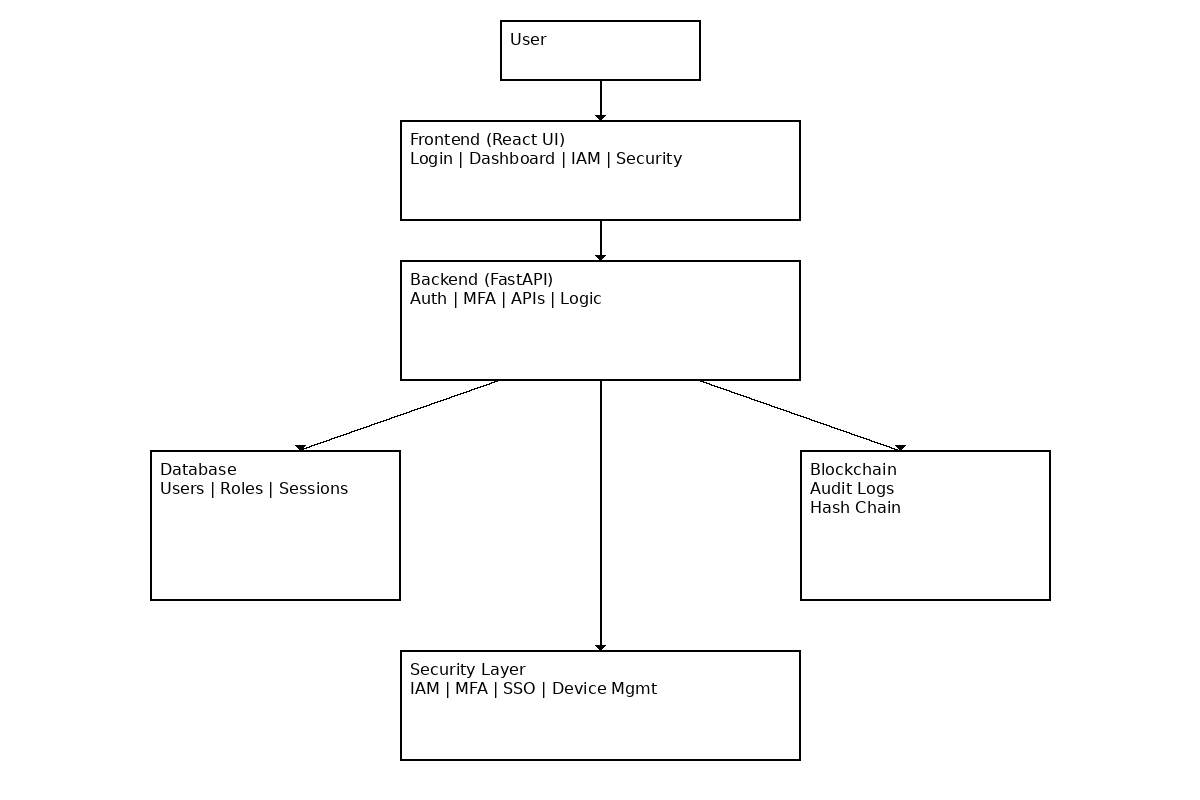 User
Frontend (React UI)
Login | Dashboard | IAM | Security
Backend (FastAPI)
Auth | MFA | APIs | Logic
Database
Users | Roles | Sessions
Blockchain
Audit Logs
Hash Chain
Security Layer
IAM | MFA | SSO | Device Mgmt